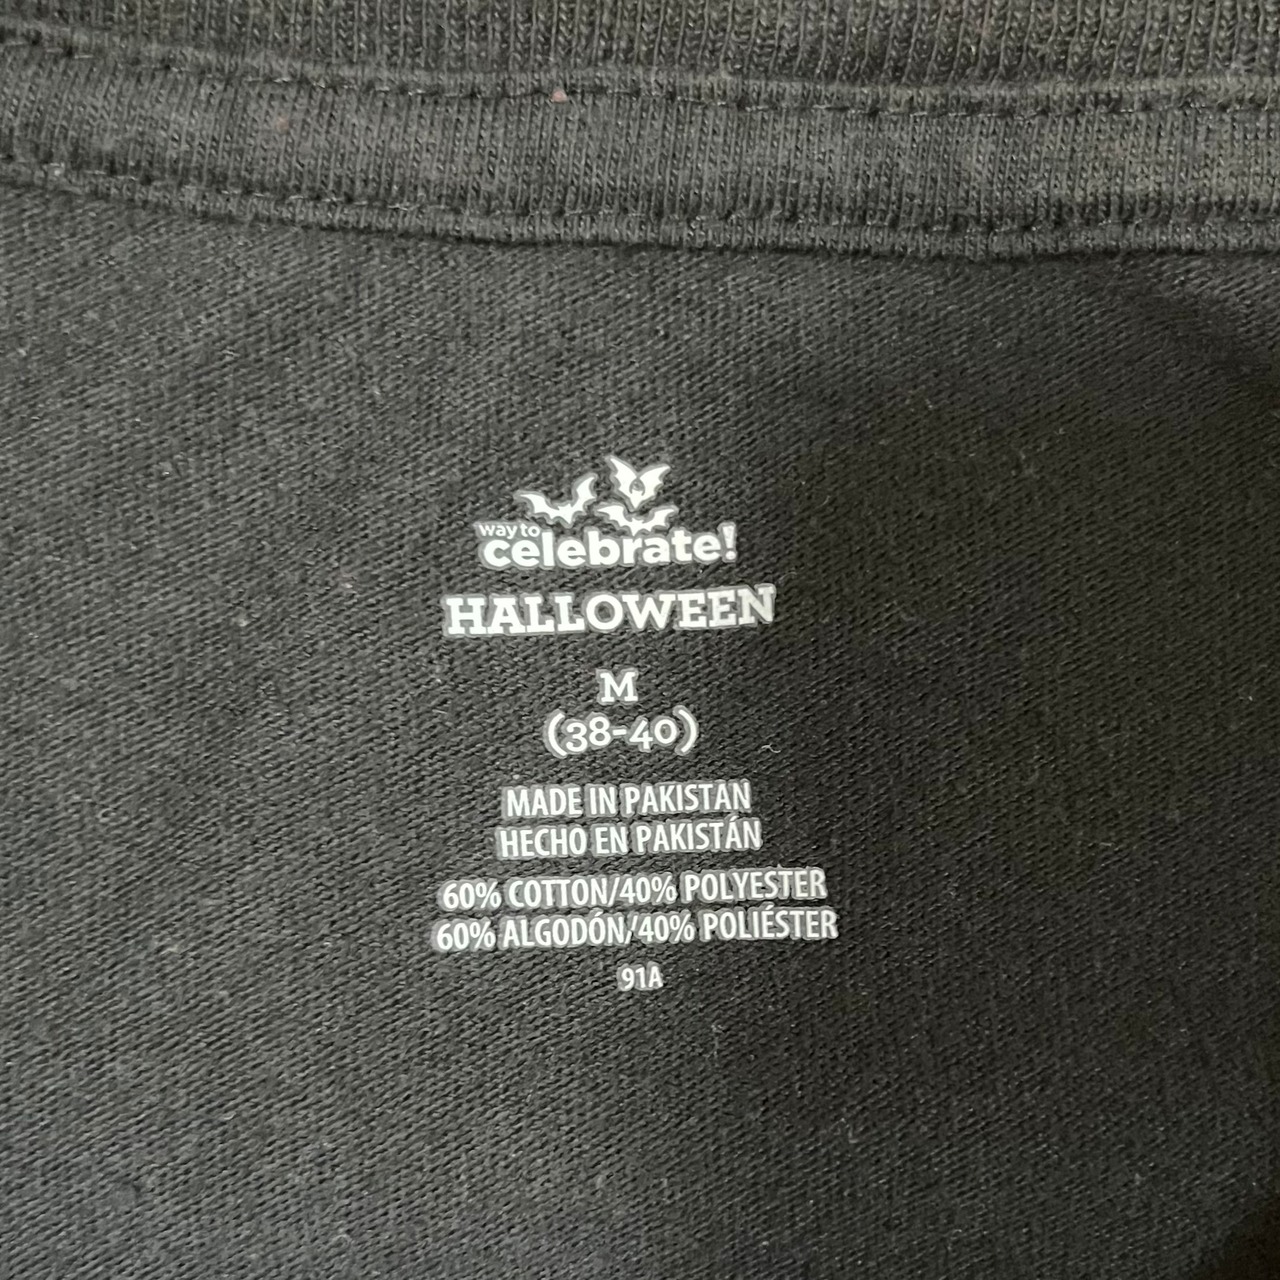 way to
celebrate!
HALLOWEEN
M
(38-40)
MADE IN PAKISTAN
HECHO EN PAKISTÁN
60% COTTON/40% POLYESTER
60% ALGODÓN/40% POLIÉSTER
91A